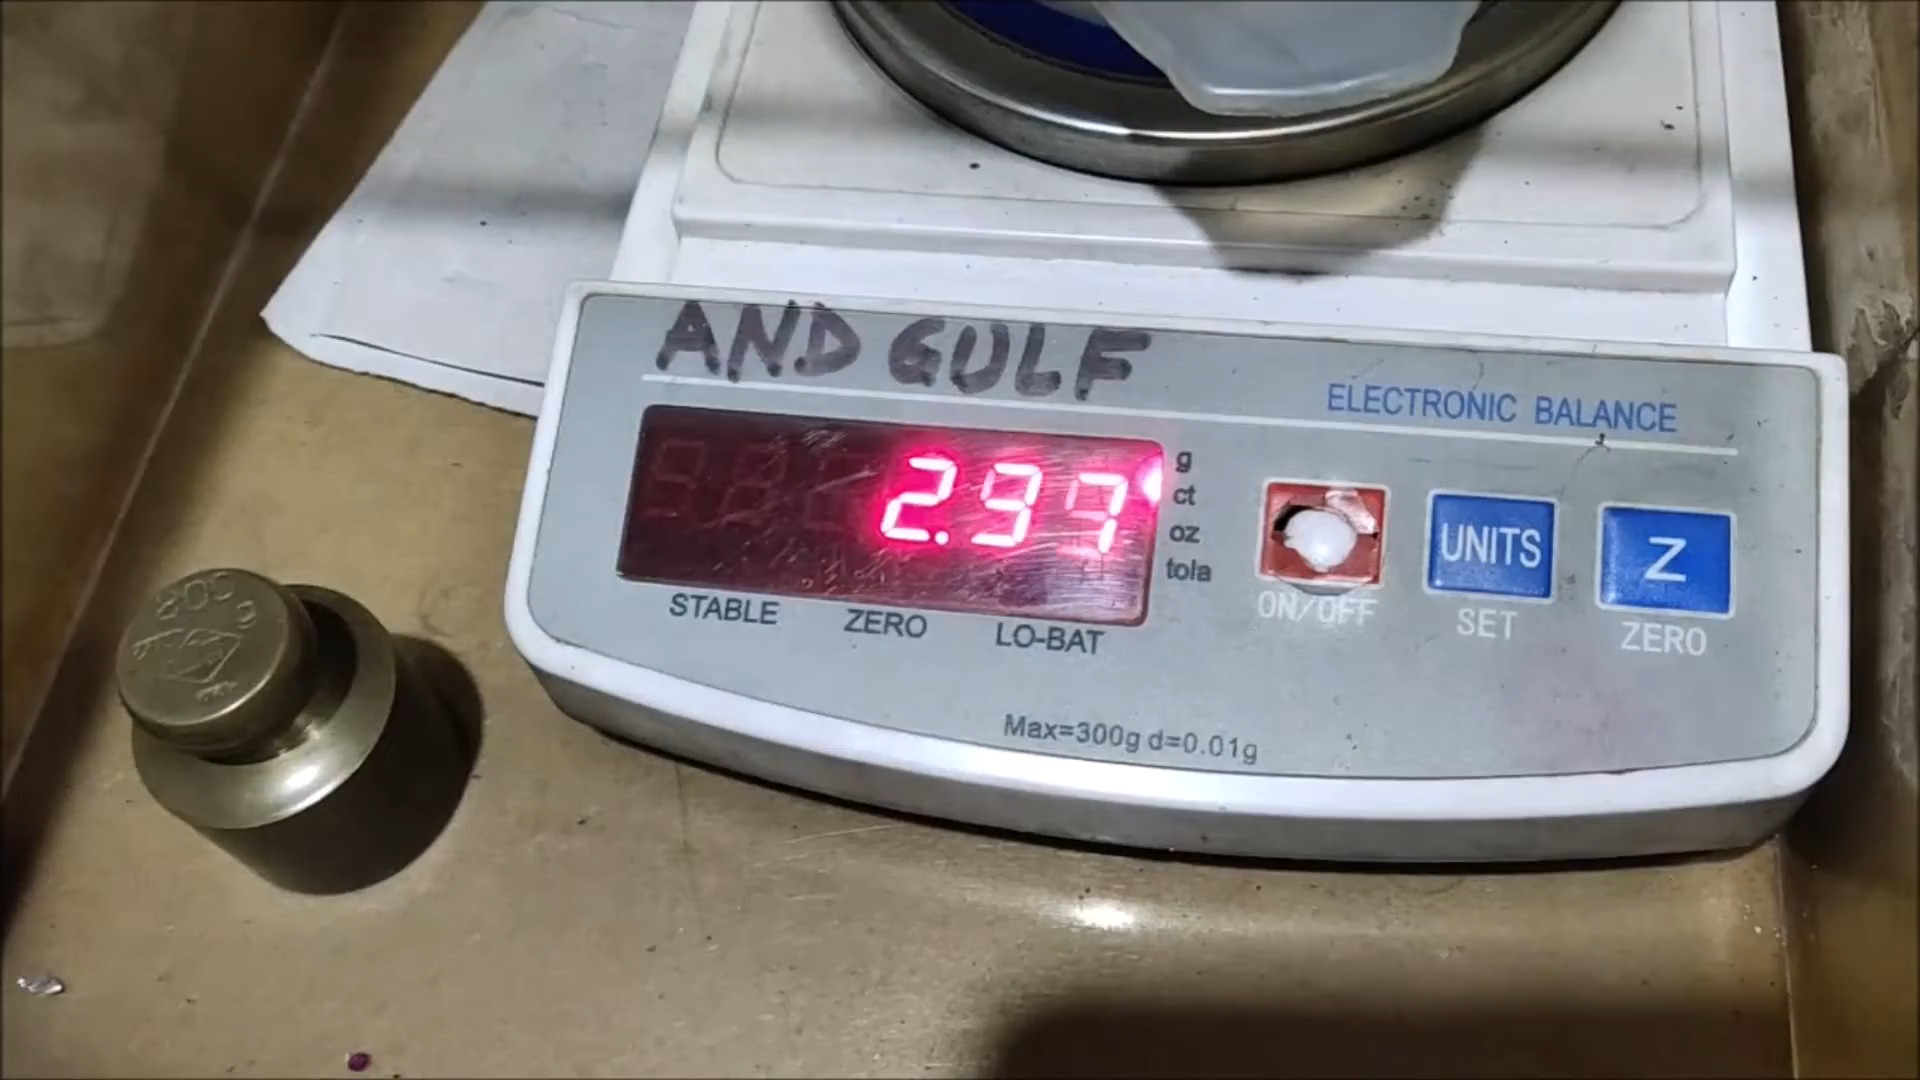 AND GULF
ELECTRONIC BALANCE
2.97
g
ct
oz
tola
STABLE
ZERO
LO-BAT
ON/OFF
UNITS
SET
Z
ZERO
Max=300g d=0.01g